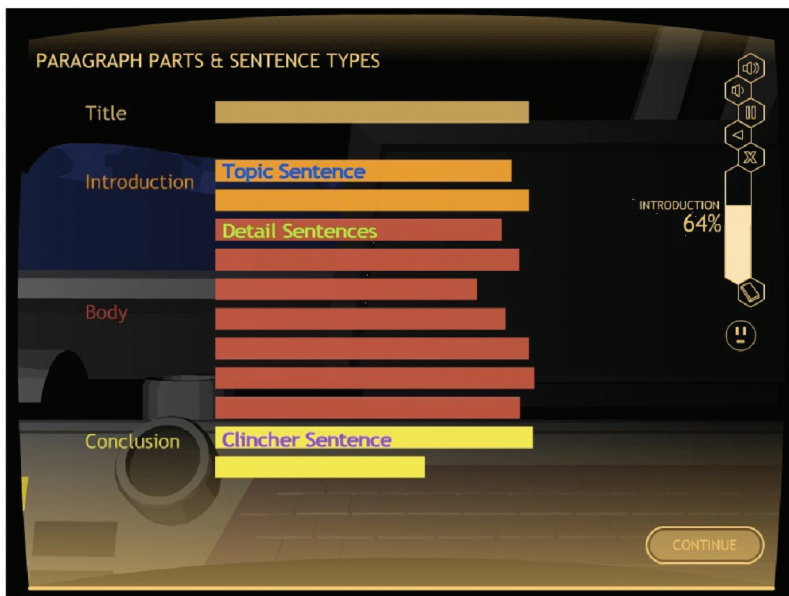 PARAGRAPH PARTS & SENTENCE TYPES
Title
Introduction
Topic Sentence
Detail Sentences
Body
Conclusion
Clincher Sentence
INTRODUCTION
64%
CONTINUE